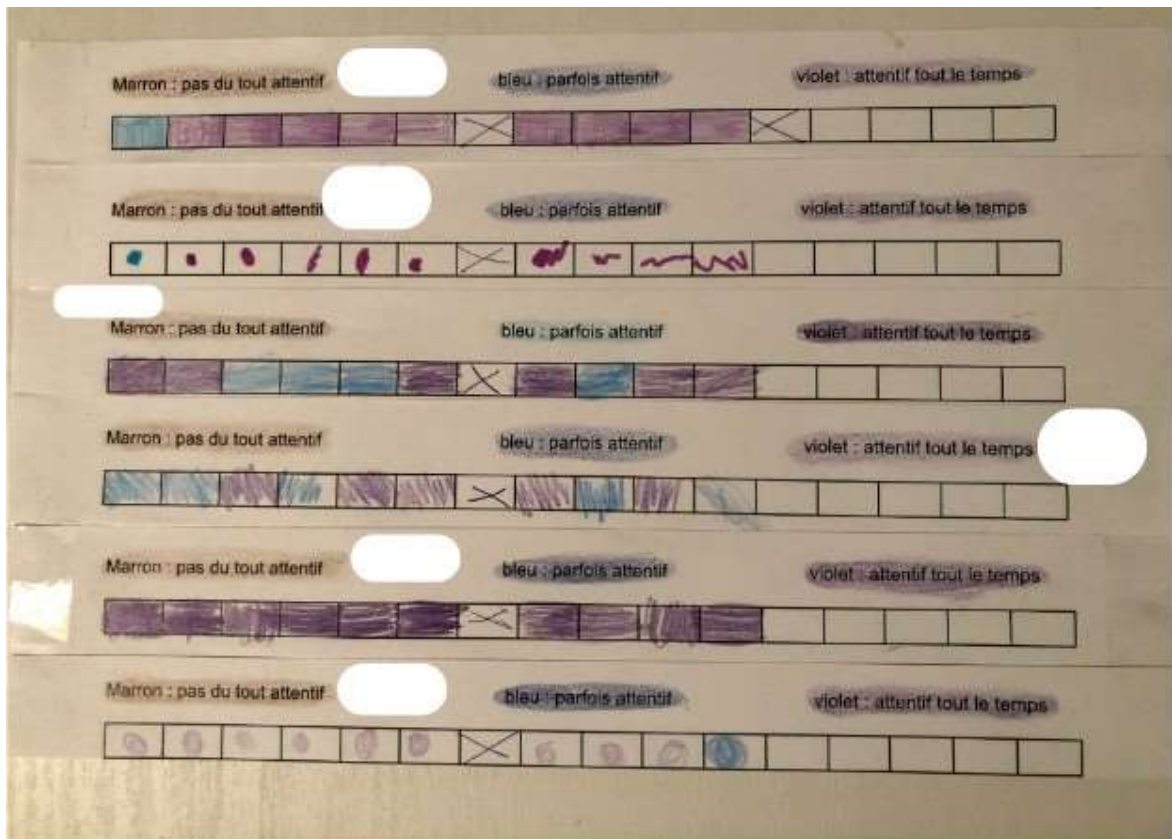 Marron : pas du tout attentif bleu : parfois attentif violet : attentif tout le temps
Marron : pas du tout attentif bleu : parfois attentif violet : attentif tout le temps
Marron : pas du tout attentif bleu : parfois attentif violet : attentif tout le temps
Marron : pas du tout attentif bleu : parfois attentif violet : attentif tout le temps
Marron : pas du tout attentif bleu : parfois attentif violet : attentif tout le temps
Marron : pas du tout attentif bleu : parfois attentif violet : attentif tout le temps